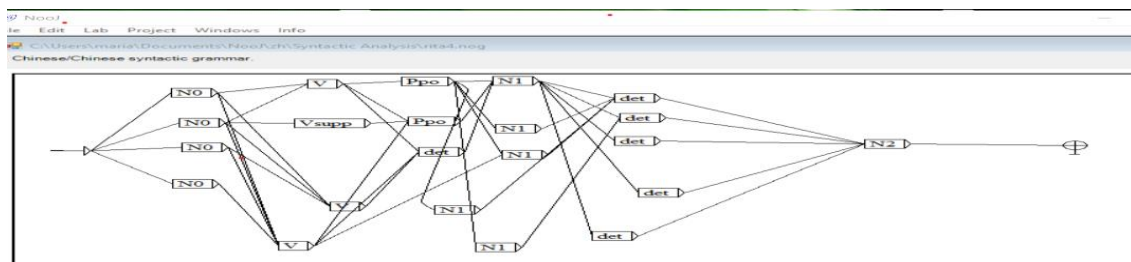 NooJ
le Edit Lab Project Windows Info
C:\Users\maria\Documents\NooJ\zh\Syntactic Analysis\rita4.nog
Chinese/Chinese syntactic grammar.
N0 V Ppo N1 det
N0 Vsupp Ppo N1 det
N0 det N1 det N2
N0 V N1 det
V N1 det